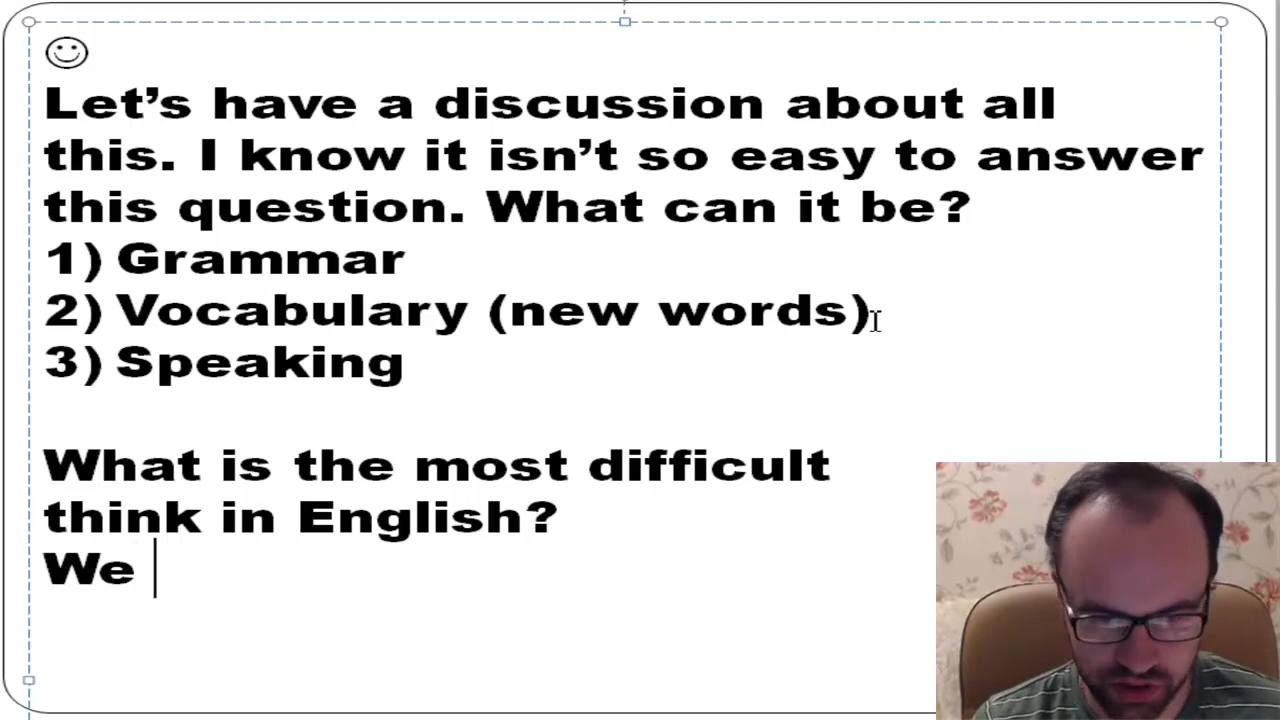 Let’s have a discussion about all
this. I know it isn’t so easy to answer
this question. What can it be?
1) Grammar
2) Vocabulary (new words)
3) Speaking
What is the most difficult
think in English?
We